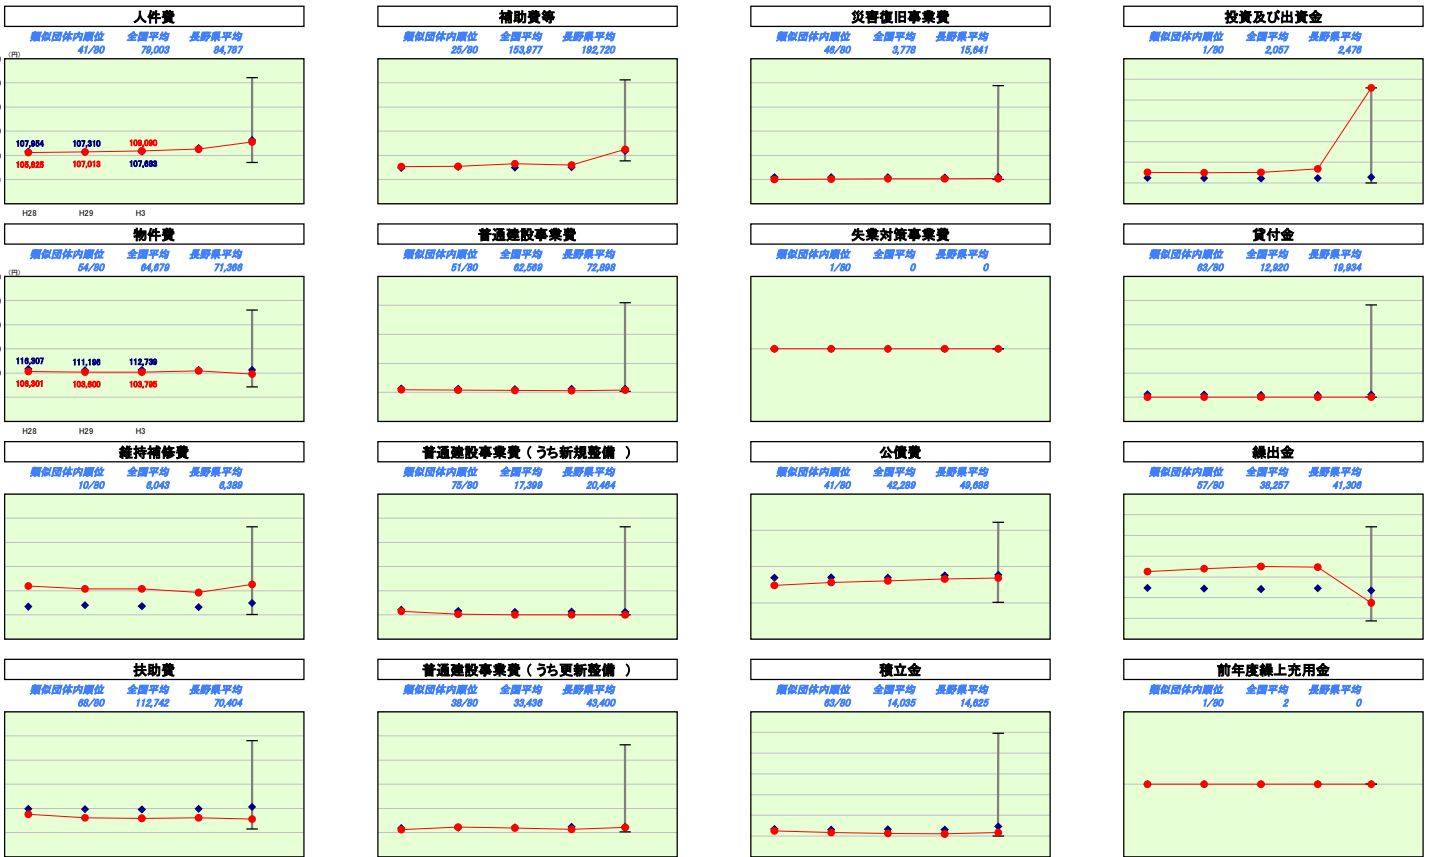 人件費
類似団体内順位 全国平均 長野県平均
41/80 79,003 84,787
(円)
107,954 107,310 109,090
105,825 107,013 107,683
H28 H29 H3
補助費等
類似団体内順位 全国平均 長野県平均
25/80 153,977 192,720
災害復旧事業費
類似団体内順位 全国平均 長野県平均
46/80 3,778 15,641
投資及び出資金
類似団体内順位 全国平均 長野県平均
1/80 2,057 2,476
物件費
類似団体内順位 全国平均 長野県平均
54/80 64,679 71,366
(円)
116,307 111,196 112,739
106,301 103,600 103,795
H28 H29 H3
普通建設事業費
類似団体内順位 全国平均 長野県平均
51/80 62,569 72,898
失業対策事業費
類似団体内順位 全国平均 長野県平均
1/80 0 0
貸付金
類似団体内順位 全国平均 長野県平均
63/80 12,920 19,934
維持補修費
類似団体内順位 全国平均 長野県平均
10/80 6,043 6,389
普通建設事業費（うち新規整備　）
類似団体内順位 全国平均 長野県平均
75/80 17,399 20,464
公債費
類似団体内順位 全国平均 長野県平均
41/80 42,289 49,688
繰出金
類似団体内順位 全国平均 長野県平均
57/80 38,257 41,306
扶助費
類似団体内順位 全国平均 長野県平均
68/80 112,742 70,404
普通建設事業費（うち更新整備　）
類似団体内順位 全国平均 長野県平均
38/80 33,436 43,400
積立金
類似団体内順位 全国平均 長野県平均
63/80 14,035 14,625
前年度繰上充用金
類似団体内順位 全国平均 長野県平均
1/80 2 0